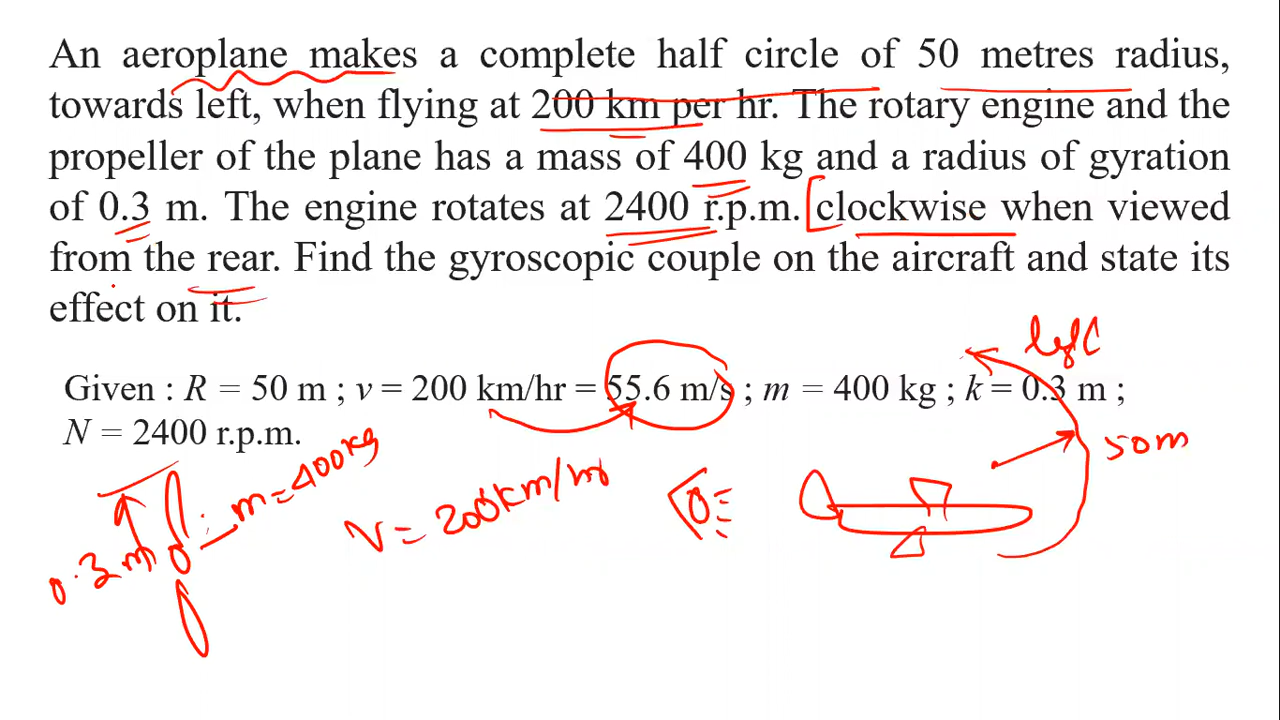 An aeroplane makes a complete half circle of 50 metres radius,
towards left, when flying at 200 km per hr. The rotary engine and the
propeller of the plane has a mass of 400 kg and a radius of gyration
of 0.3 m. The engine rotates at 2400 r.p.m. clockwise when viewed
from the rear. Find the gyroscopic couple on the aircraft and state its
effect on it.
left
Given : R = 50 m ; v = 200 km/hr = 55.6 m/s ; m = 400 kg ; k = 0.3 m ;
N = 2400 r.p.m.
50m
m = 400kg
V = 200km/
0.3 m